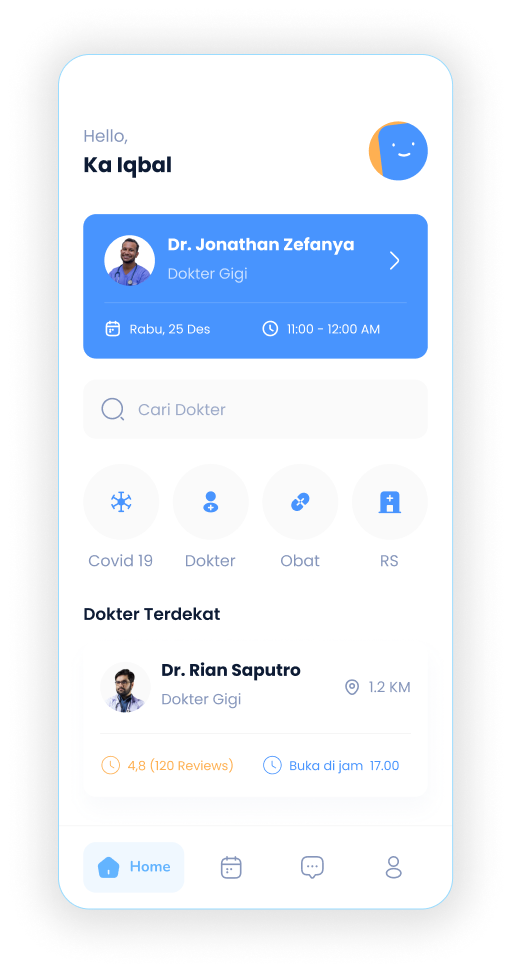 Hello,
Ka Iqbal
Dr. Jonathan Zefanya
Dokter Gigi
Rabu, 25 Des
11:00 - 12:00 AM
Cari Dokter
Covid 19
Dokter
Obat
RS
Dokter Terdekat
Dr. Rian Saputro
Dokter Gigi
1.2 KM
4,8 (120 Reviews)
Buka di jam 17.00
Home